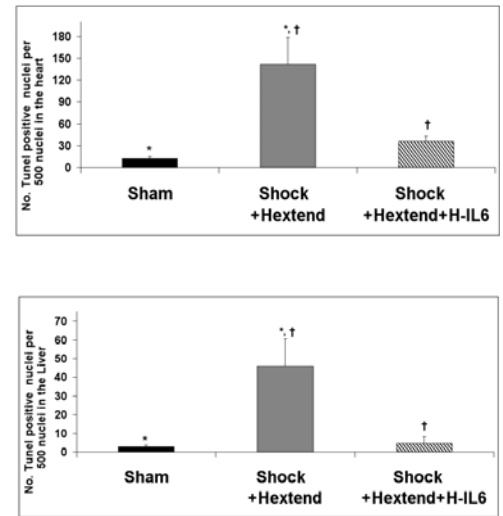 No. Tunel positive nuclei per
500 nuclei in the heart
180
150
120
90
60
30
0
*
*, †
†
Sham
Shock
+Hextend
Shock
+Hextend+H-IL6
No. Tunel positive nuclei per
500 nuclei in the Liver
70
60
50
40
30
20
10
0
*
*, †
†
Sham
Shock
+Hextend
Shock
+Hextend+H-IL6